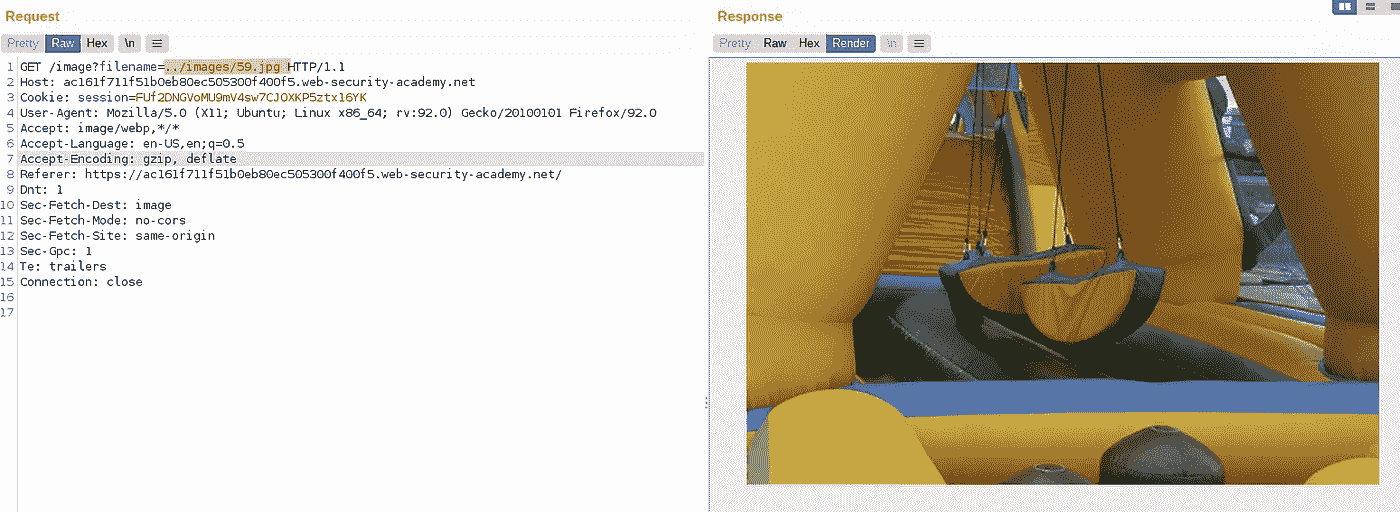 Request
Pretty Raw Hex \n
1 GET /image?filename=../images/59.jpg HTTP/1.1
2 Host: ac161f711f51b0eb80ec505300f400f5.web-security-academy.net
3 Cookie: session=FUf2DNGVoMU9mV4sw7CJOXKP5ztx16YK
4 User-Agent: Mozilla/5.0 (X11; Ubuntu; Linux x86_64; rv:92.0) Gecko/20100101 Firefox/92.0
5 Accept: image/webp,*/*
6 Accept-Language: en-US,en;q=0.5
7 Accept-Encoding: gzip, deflate
8 Referer: https://ac161f711f51b0eb80ec505300f400f5.web-security-academy.net/
9 Dnt: 1
10 Sec-Fetch-Dest: image
11 Sec-Fetch-Mode: no-cors
12 Sec-Fetch-Site: same-origin
13 Sec-Gpc: 1
14 Te: trailers
15 Connection: close
16
17
Response
Pretty Raw Hex Render \n